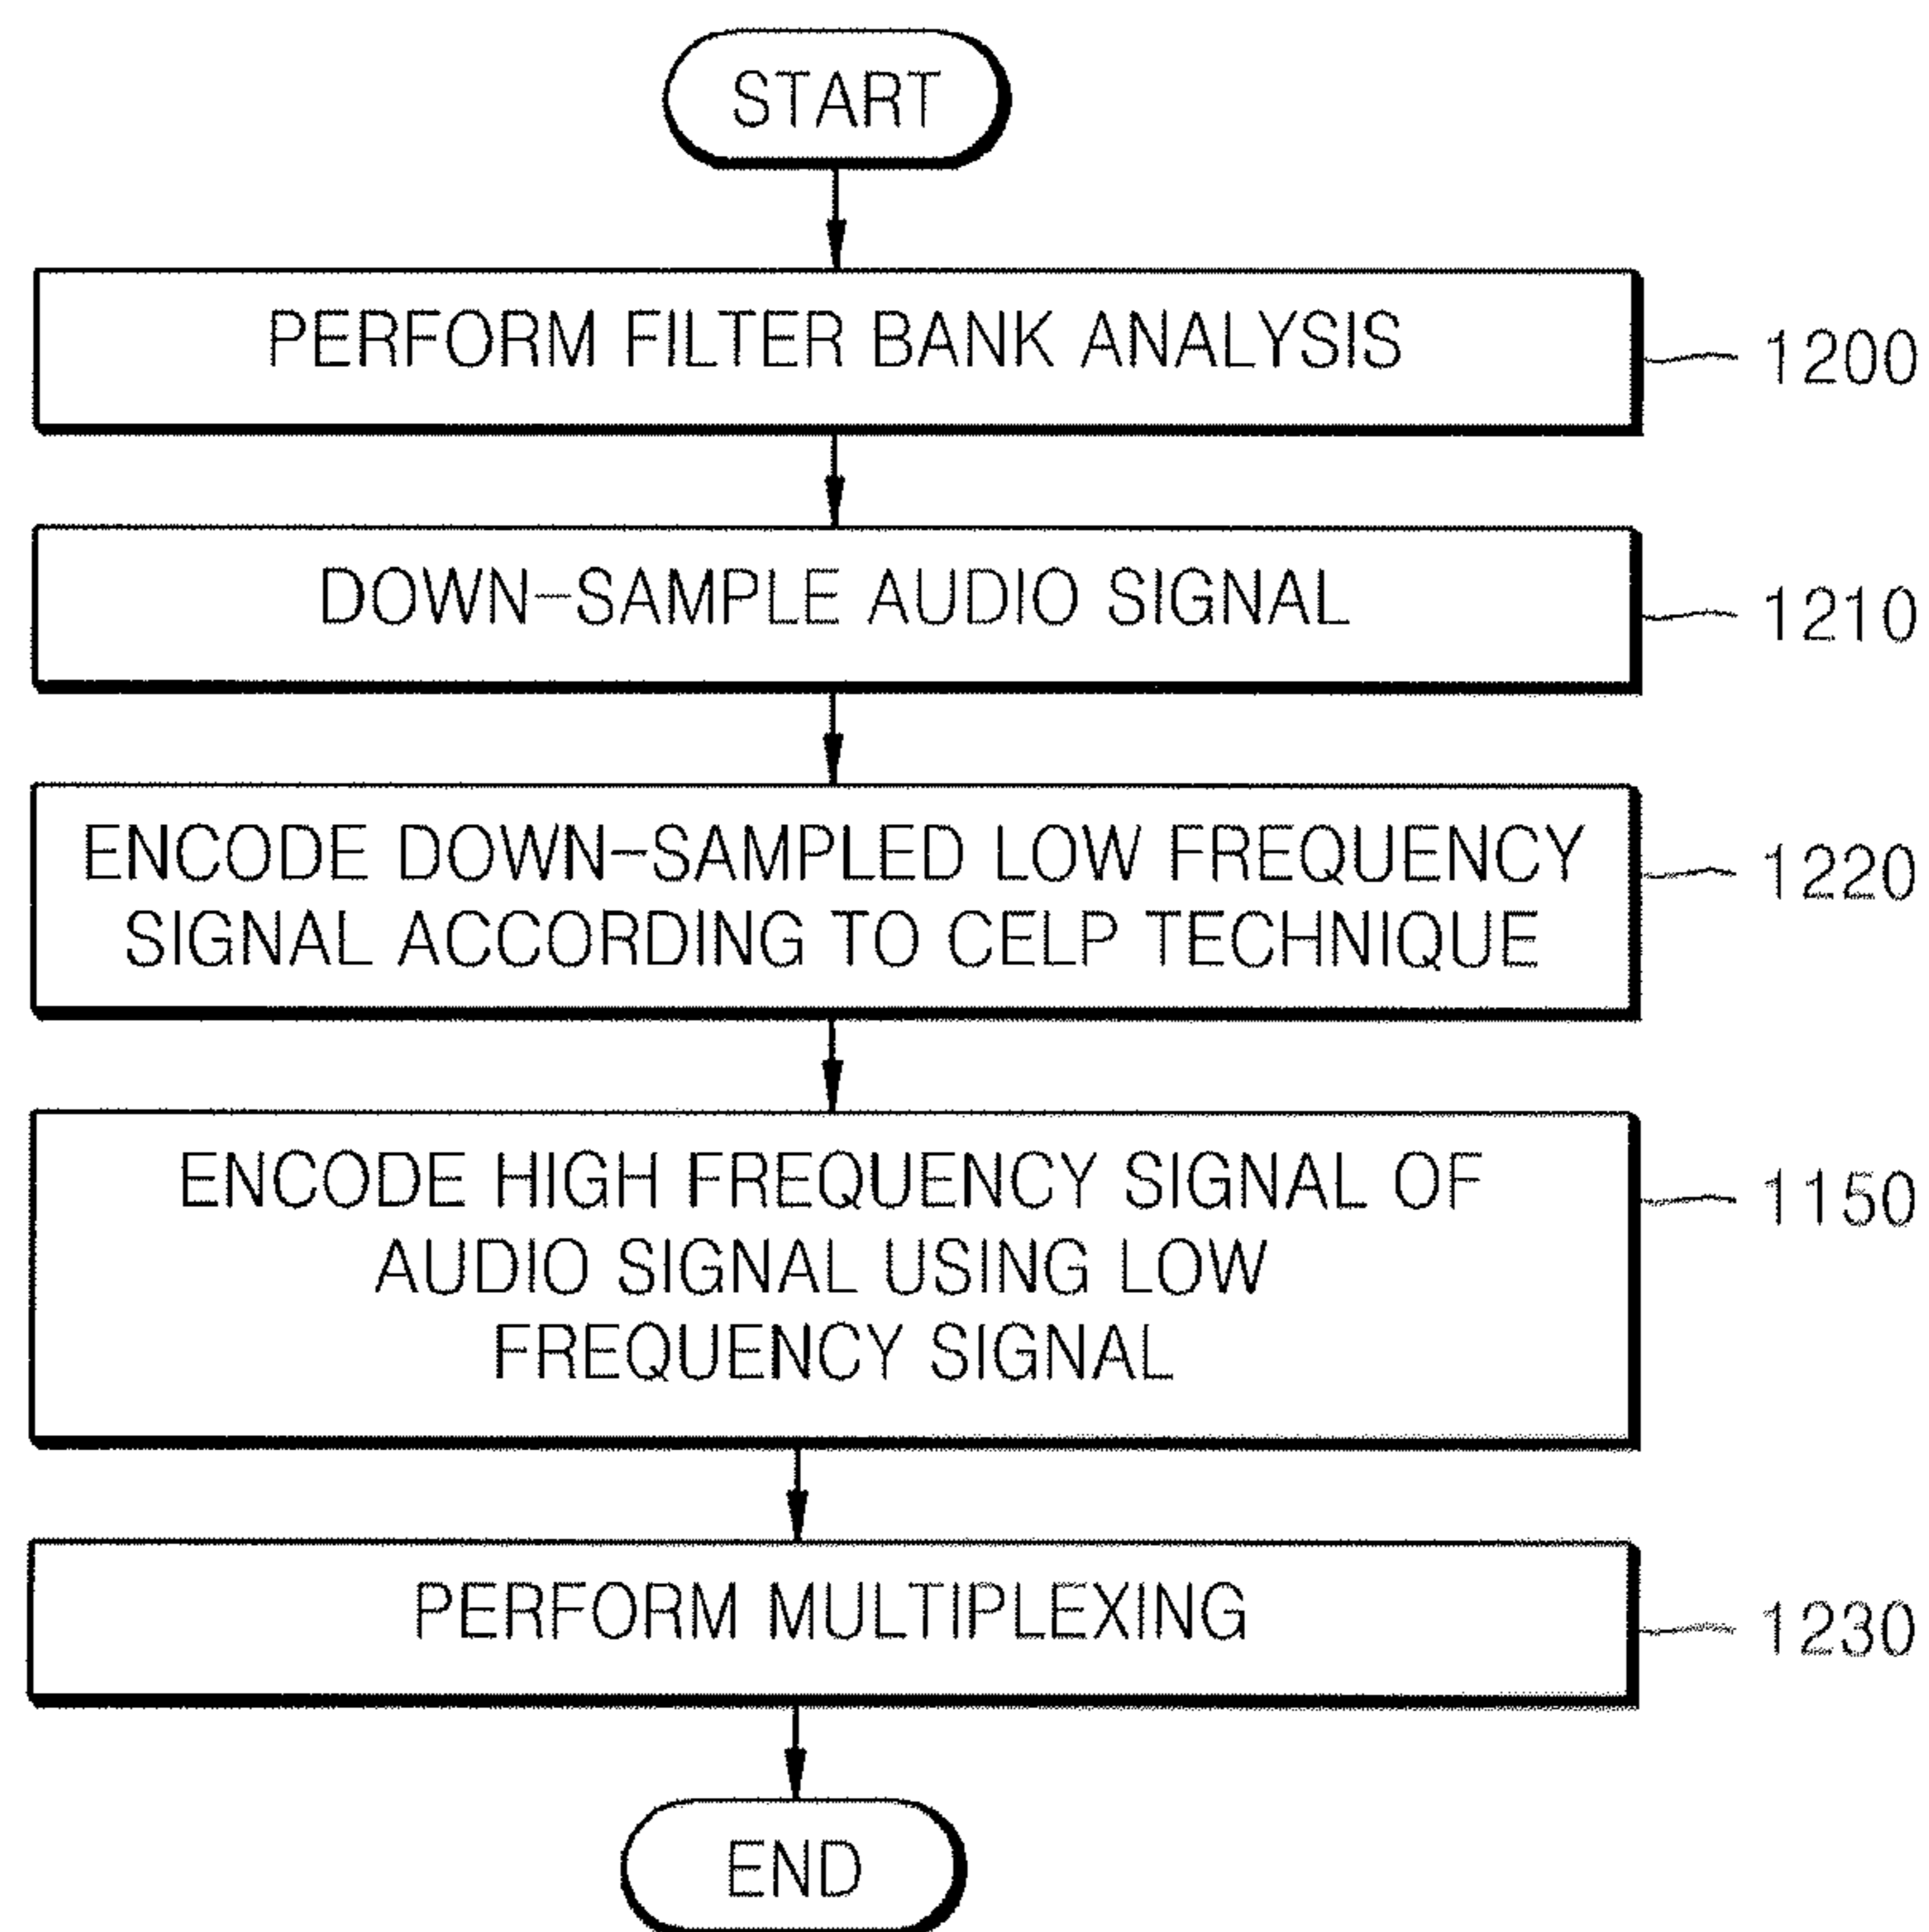 START
PERFORM FILTER BANK ANALYSIS
1200
DOWN-SAMPLE AUDIO SIGNAL
1210
ENCODE DOWN-SAMPLED LOW FREQUENCY
SIGNAL ACCORDING TO CELP TECHNIQUE
1220
ENCODE HIGH FREQUENCY SIGNAL OF
AUDIO SIGNAL USING LOW
FREQUENCY SIGNAL
1150
PERFORM MULTIPLEXING
1230
END